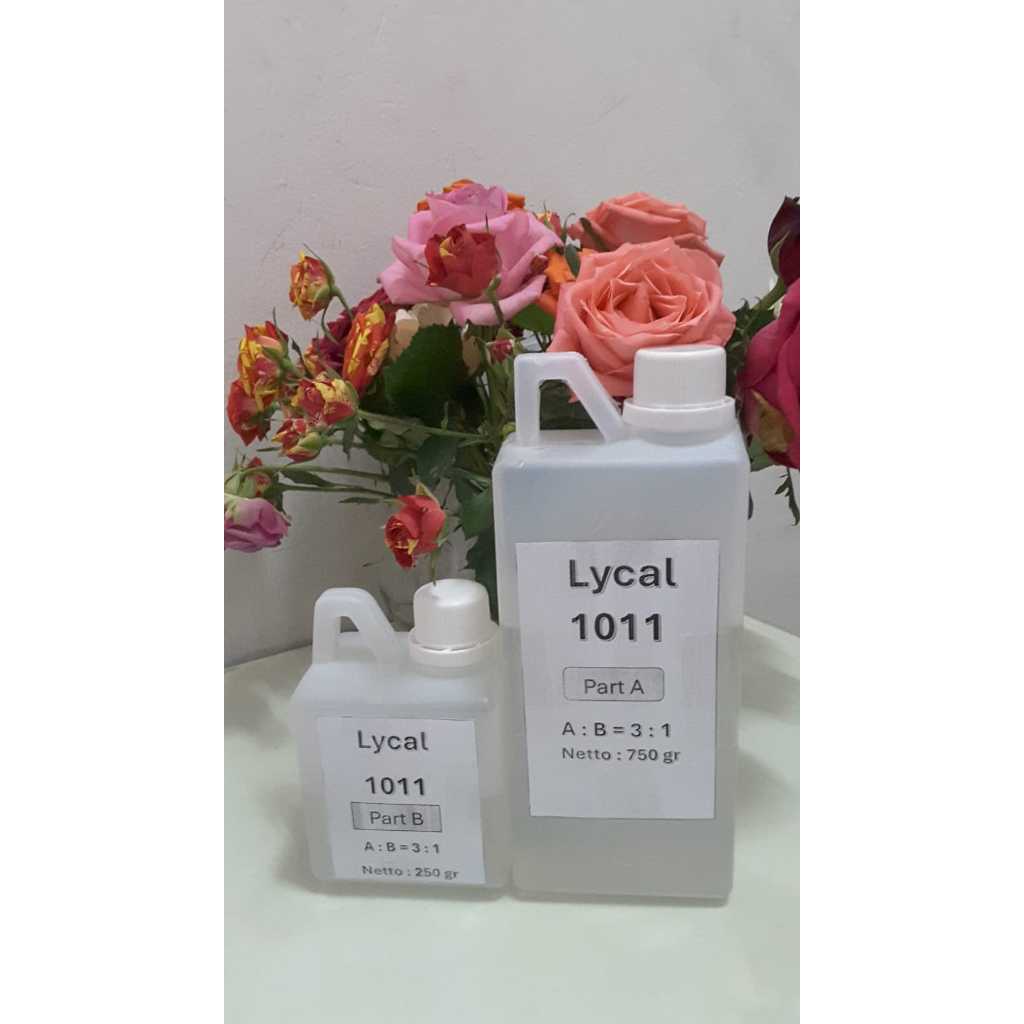 Lycal
1011
Part A
A : B = 3 : 1
Netto : 750 gr
Lycal
1011
Part B
A : B = 3 : 1
Netto : 250 gr